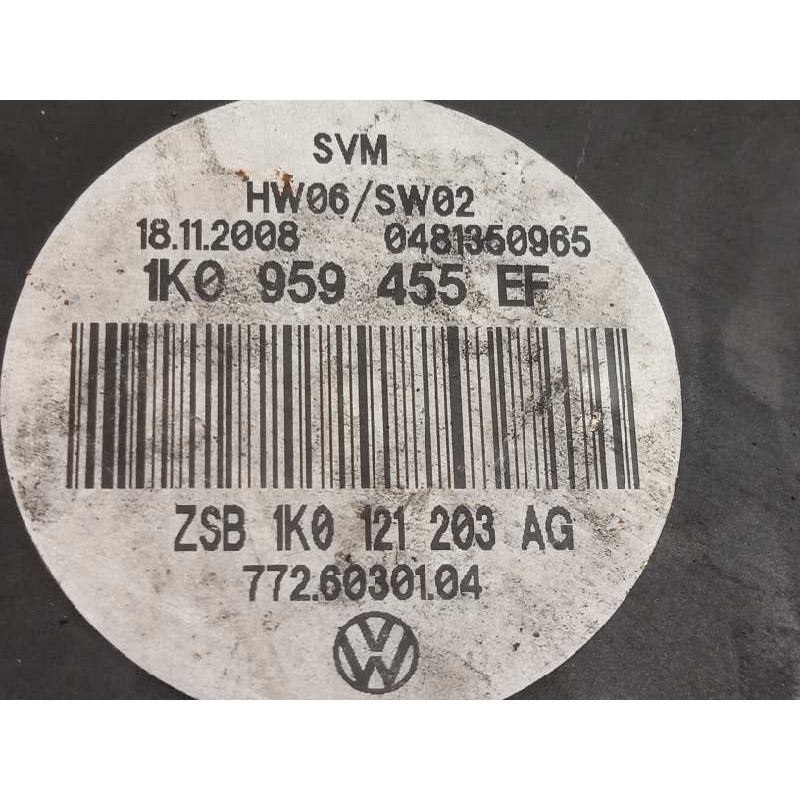 SVM
HW06/SW02
18.11.2008 0481350965
1K0 959 455 EF
ZSB 1K0 121 203 AG
772.60301.04
VW